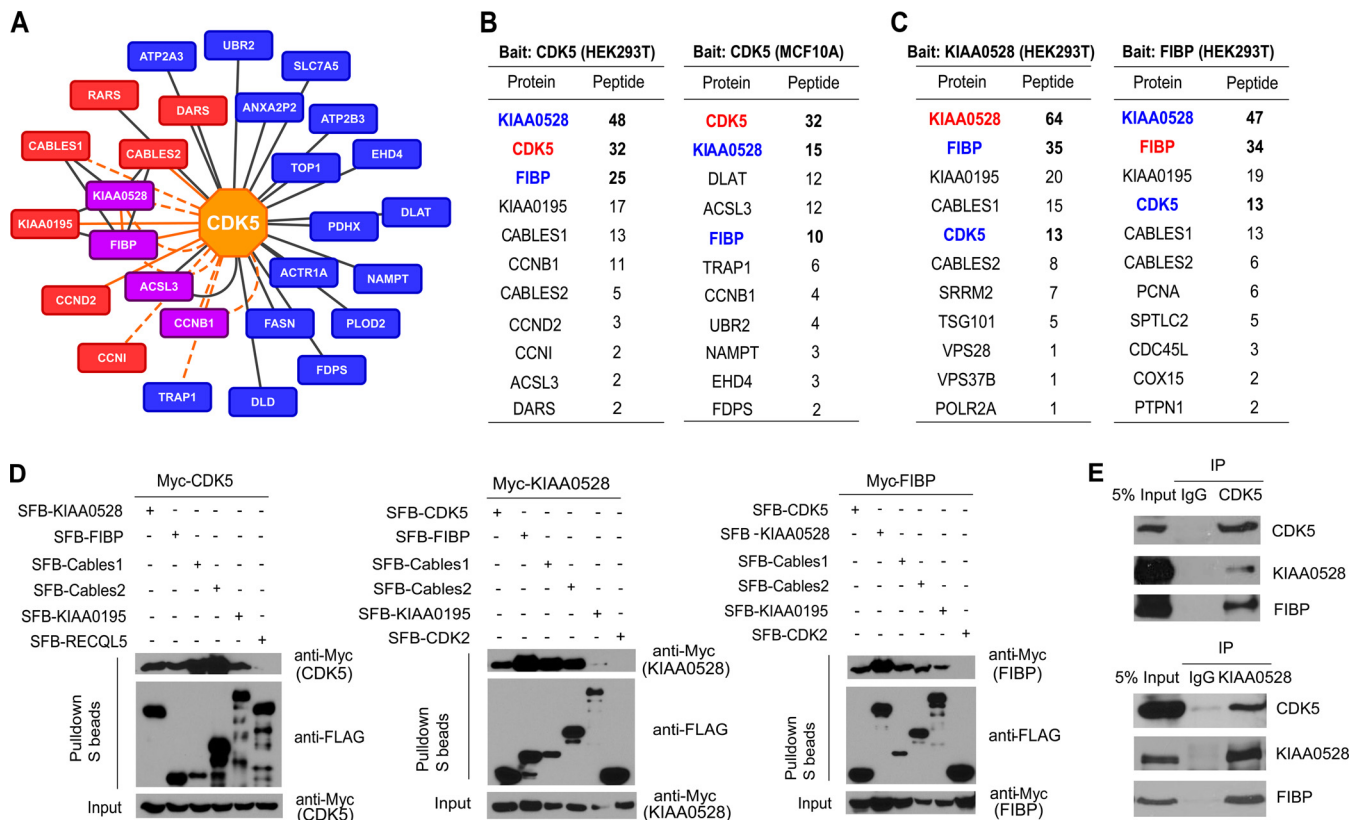 A
UBR2
ATP2A3
SLC7A5
RARS
DARS
ANXA2P2
ATP2B3
CABLES1
CABLES2
EHD4
TOP1
KIAA0528
CDK5
KIAA0195
DLAT
PDHX
FIBP
ACSL3
ACTR1A
NAMPT
CCND2
CCNB1
FASN
PLOD2
CCNI
FDPS
TRAP1
DLD
B
Bait: CDK5 (HEK293T)
Protein Peptide
KIAA0528 48
CDK5 32
FIBP 25
KIAA0195 17
CABLES1 13
CCNB1 11
CABLES2 5
CCND2 3
CCNI 2
ACSL3 2
DARS 2
Bait: CDK5 (MCF10A)
Protein Peptide
CDK5 32
KIAA0528 15
DLAT 12
ACSL3 12
FIBP 10
TRAP1 6
CCNB1 4
UBR2 4
NAMPT 3
EHD4 3
FDPS 2
C
Bait: KIAA0528 (HEK293T)
Protein Peptide
KIAA0528 64
FIBP 35
KIAA0195 20
CABLES1 15
CDK5 13
CABLES2 8
SRRM2 7
TSG101 5
VPS28 1
VPS37B 1
POLR2A 1
Bait: FIBP (HEK293T)
Protein Peptide
KIAA0528 47
FIBP 34
KIAA0195 19
CDK5 13
CABLES1 13
CABLES2 6
PCNA 6
SPTLC2 5
CDC45L 3
COX15 2
PTPN1 2
D
Myc-CDK5
SFB-KIAA0528 + - - - - -
SFB-FIBP - + - - - -
SFB-Cables1 - - + - - -
SFB-Cables2 - - - + - -
SFB-KIAA0195 - - - - + -
SFB-RECQL5 - - - - - +
anti-Myc
(CDK5)
Pulldown
S beads
anti-FLAG
Input
anti-Myc
(CDK5)
Myc-KIAA0528
SFB-CDK5 + - - - - -
SFB-FIBP - + - - - -
SFB-Cables1 - - + - - -
SFB-Cables2 - - - + - -
SFB-KIAA0195 - - - - + -
SFB-CDK2 - - - - - +
anti-Myc
(KIAA0528)
Pulldown
S beads
anti-FLAG
Input
anti-Myc
(KIAA0528)
Myc-FIBP
SFB-CDK5 + - - - - -
SFB -KIAA0528 - + - - - -
SFB-Cables1 - - + - - -
SFB-Cables2 - - - + - -
SFB-KIAA0195 - - - - + -
SFB-CDK2 - - - - - +
anti-Myc
(FIBP)
Pulldown
S beads
anti-FLAG
Input
anti-Myc
(FIBP)
E
IP
5% Input IgG CDK5
CDK5
KIAA0528
FIBP
IP
5% Input IgG KIAA0528
CDK5
KIAA0528
FIBP